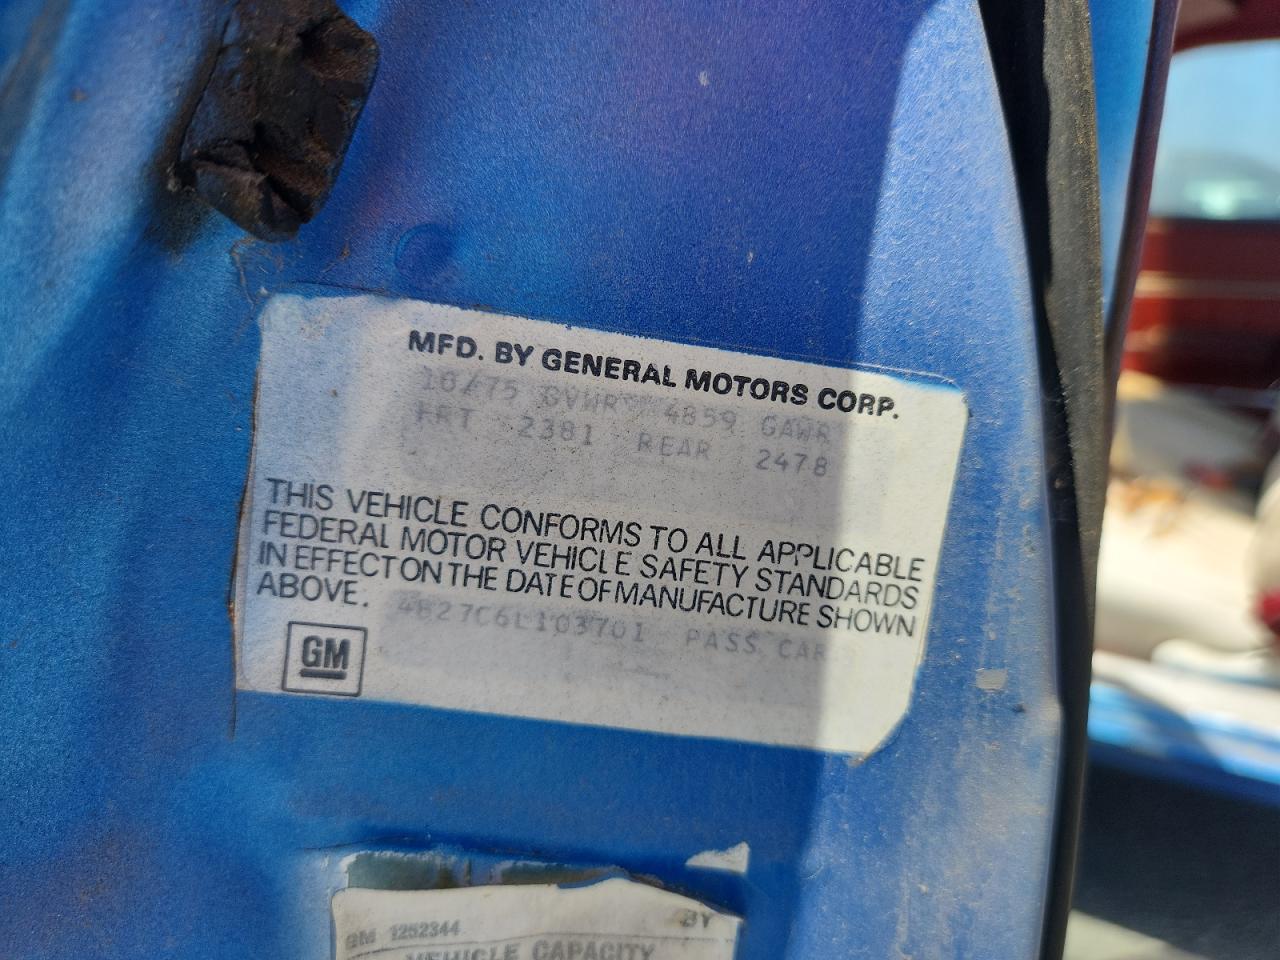 MFD. BY GENERAL MOTORS CORP.
10/75 GVWR 4859 GAWR
FRT 2381 REAR 2478
THIS VEHICLE CONFORMS TO ALL APPLICABLE
FEDERAL MOTOR VEHICLE SAFETY STANDARDS
IN EFFECT ON THE DATE OF MANUFACTURE SHOWN
ABOVE.
4B27C6L103701 PASS CAR
GM
GM 1252344 BY
VEHICLE CAPACITY